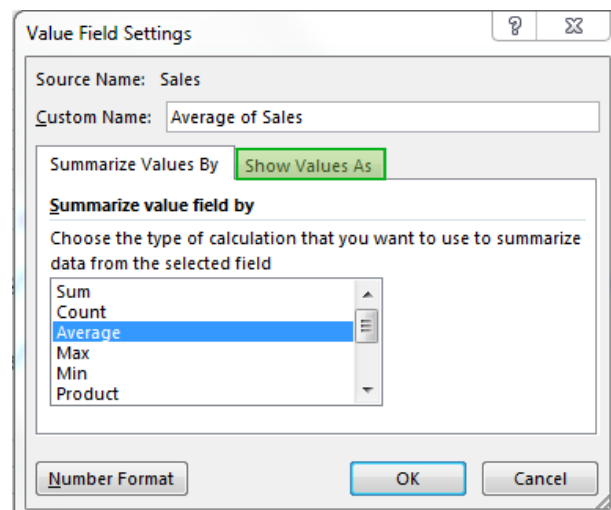 Value Field Settings
?
Source Name: Sales
Custom Name: Average of Sales
Summarize Values By Show Values As
Summarize value field by
Choose the type of calculation that you want to use to summarize
data from the selected field
Sum
Count
Average
Max
Min
Product
Number Format OK Cancel